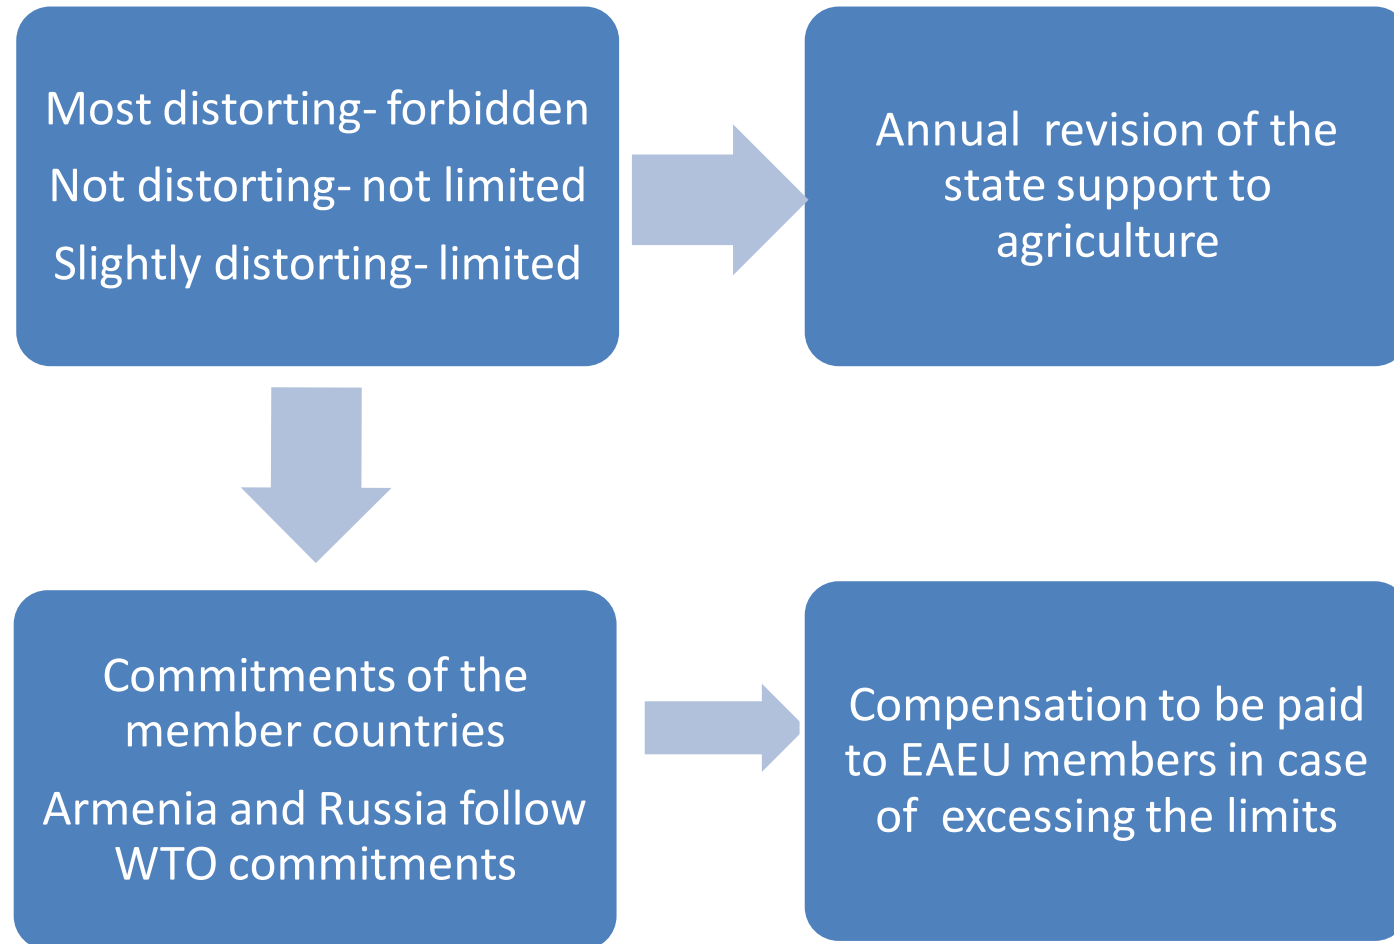 Most distorting- forbidden
Not distorting- not limited
Slightly distorting- limited
Annual  revision of the
state support to
agriculture
Commitments of the
member countries
Armenia and Russia follow
WTO commitments
Compensation to be paid
to EAEU members in case
of  excessing the limits